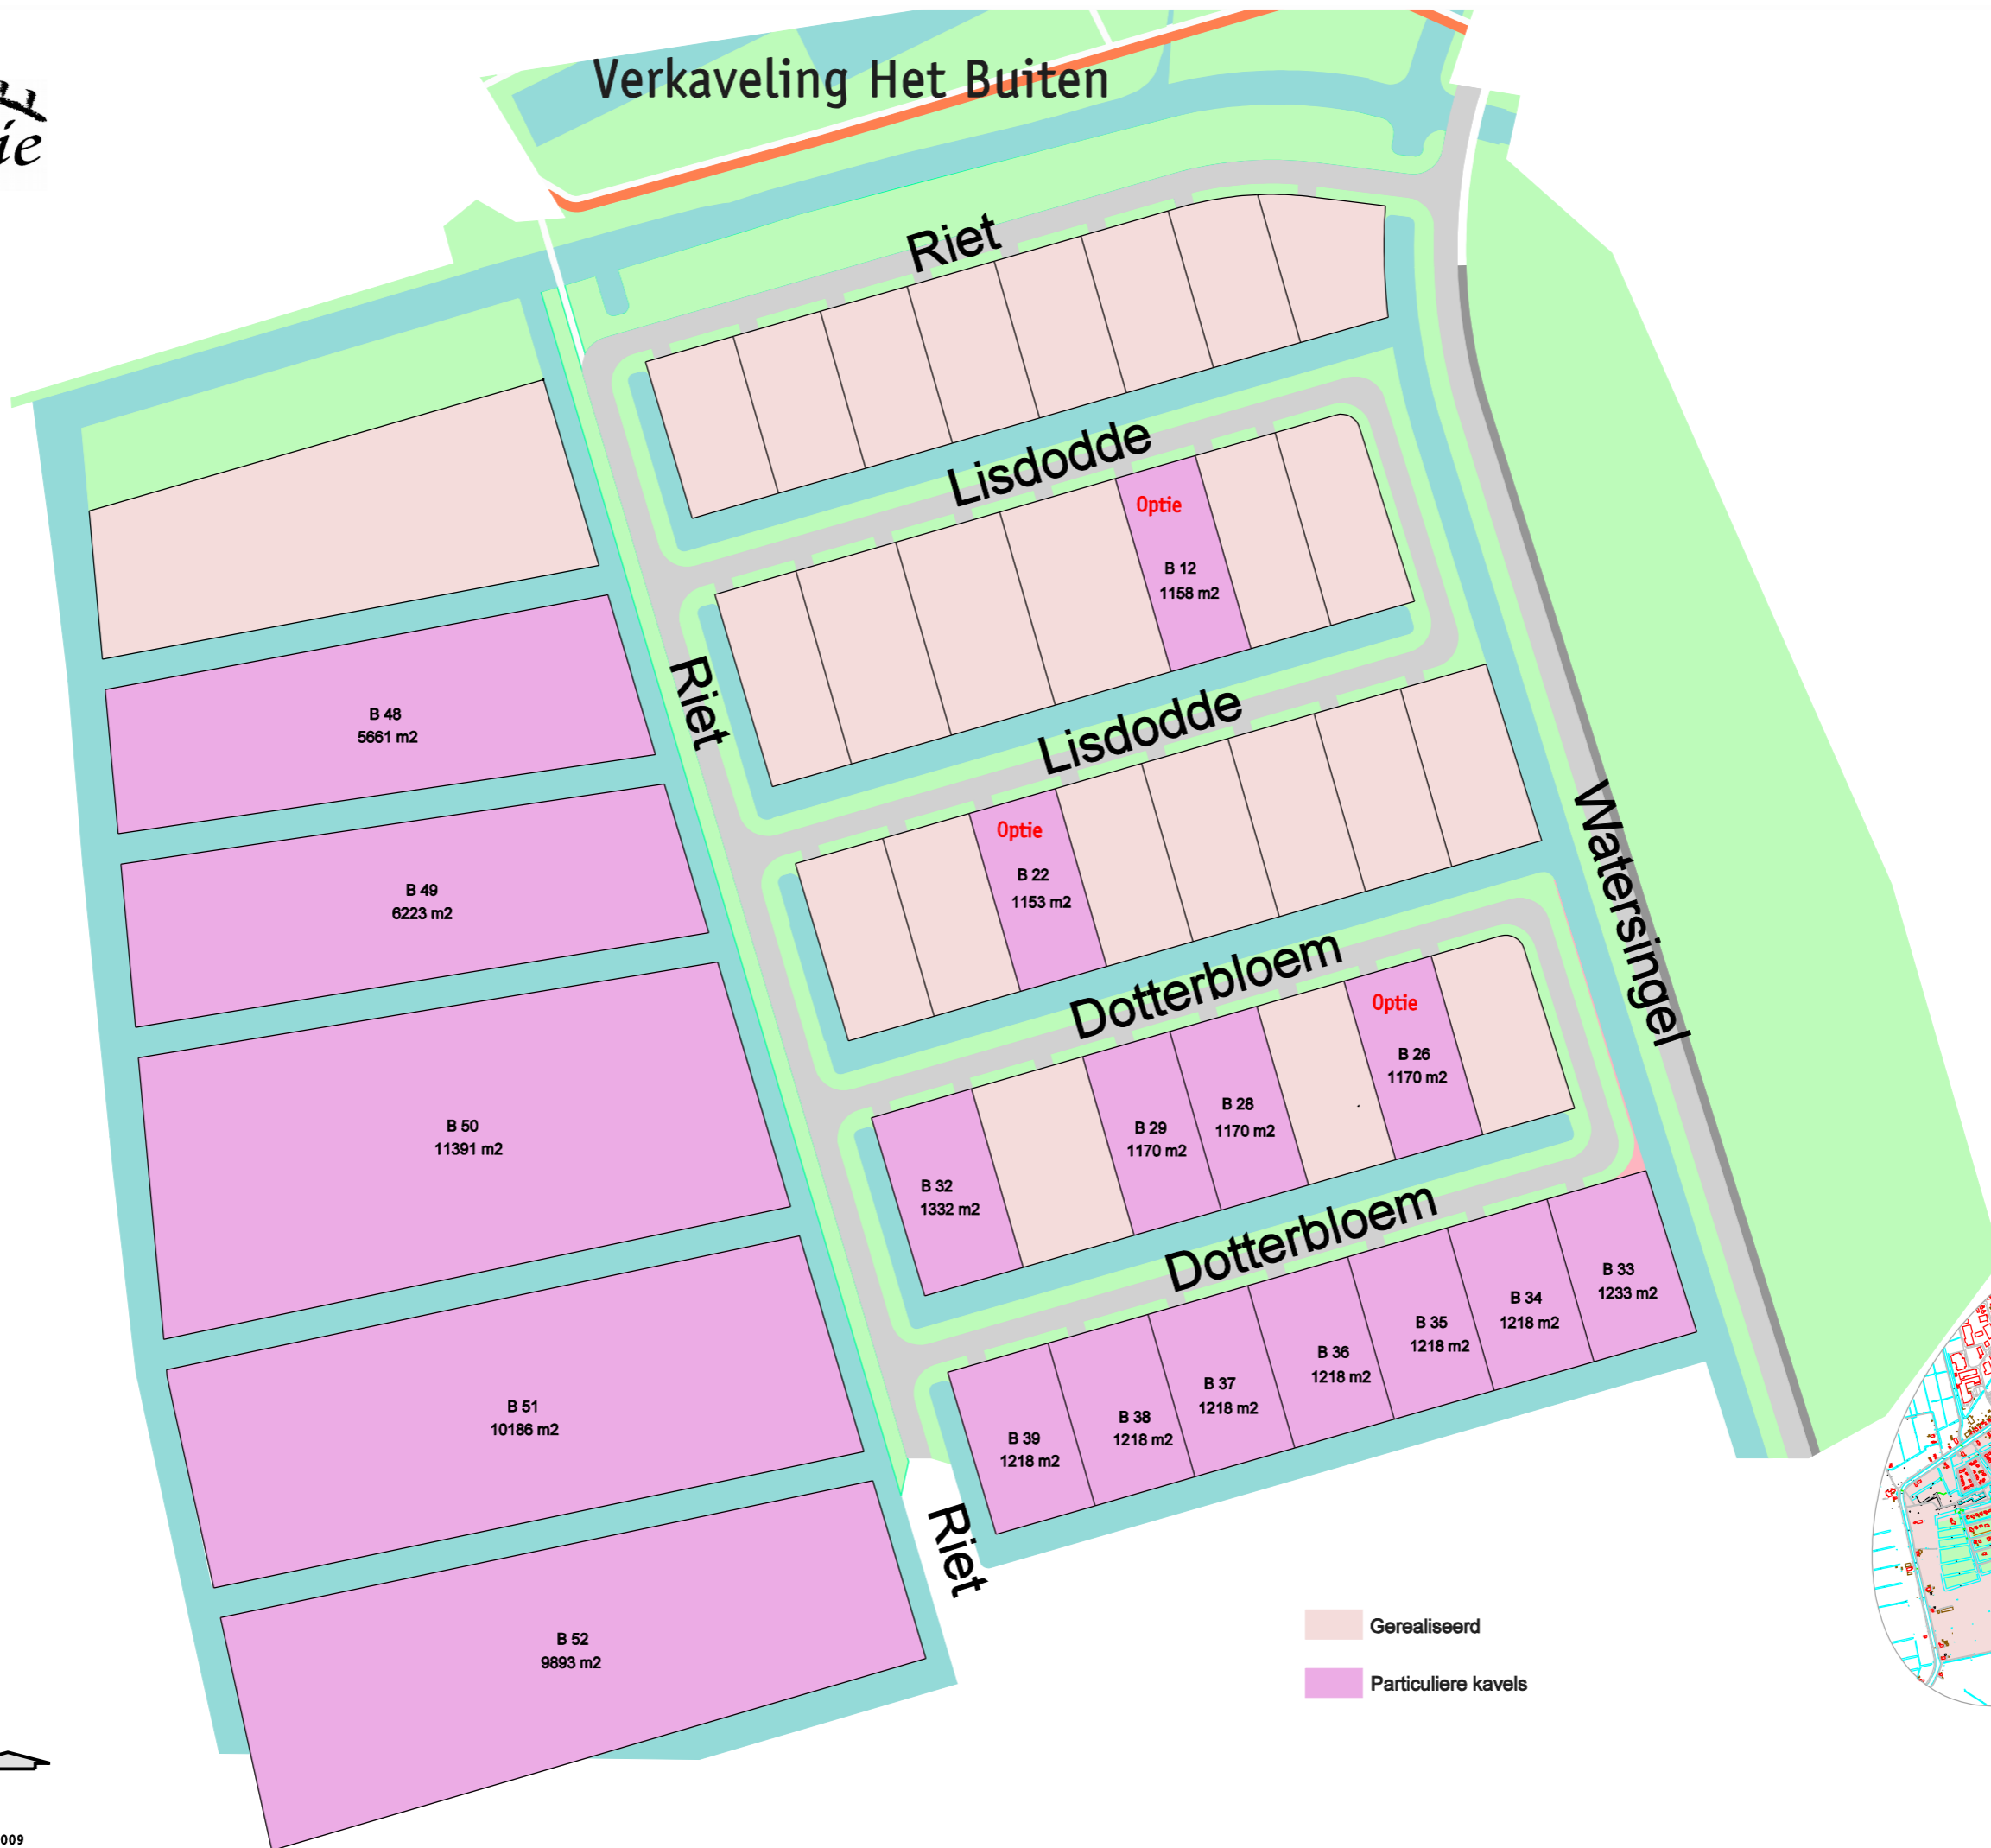 Verkaveling Het Buiten
ie
Riet
Lisdodde
Optie
B 12
1158 m2
Riet
B 48
5661 m2
Lisdodde
Optie
B 22
1153 m2
Watersingel
B 49
6223 m2
Dotterbloem
Optie
B 26
1170 m2
B 28
1170 m2
B 29
1170 m2
B 32
1332 m2
B 50
11391 m2
Dotterbloem
B 33
1233 m2
B 34
1218 m2
B 35
1218 m2
B 36
1218 m2
B 37
1218 m2
B 38
1218 m2
B 39
1218 m2
B 51
10186 m2
Riet
B 52
9893 m2
Gerealiseerd
Particuliere kavels
009